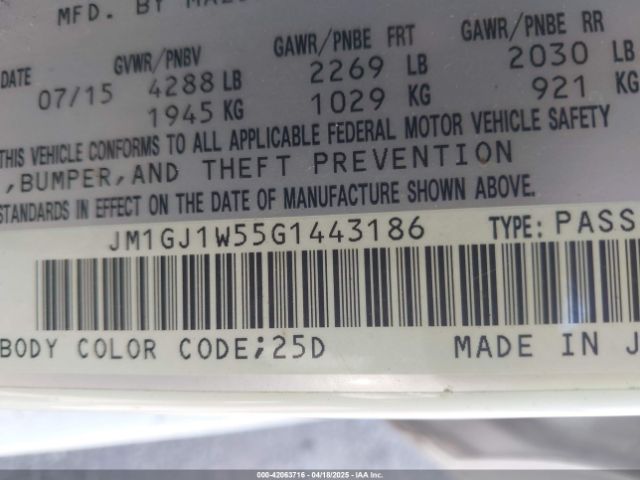 MFD. BY
GVWR/PNBV GAWR/PNBE FRT GAWR/PNBE RR
DATE 07/15 4288 LB 2269 LB 2030 LB
1945 KG 1029 KG 921 KG
THIS VEHICLE CONFORMS TO ALL APPLICABLE FEDERAL MOTOR VEHICLE SAFETY
,BUMPER,AND THEFT PREVENTION
STANDARDS IN EFFECT ON THE DATE OF MANUFACTURE SHOWN ABOVE.
JM1GJ1W55G1443186 TYPE: PASS
BODY COLOR CODE;25D MADE IN J
000-42063716 - 04/18/2025 - IAA Inc.